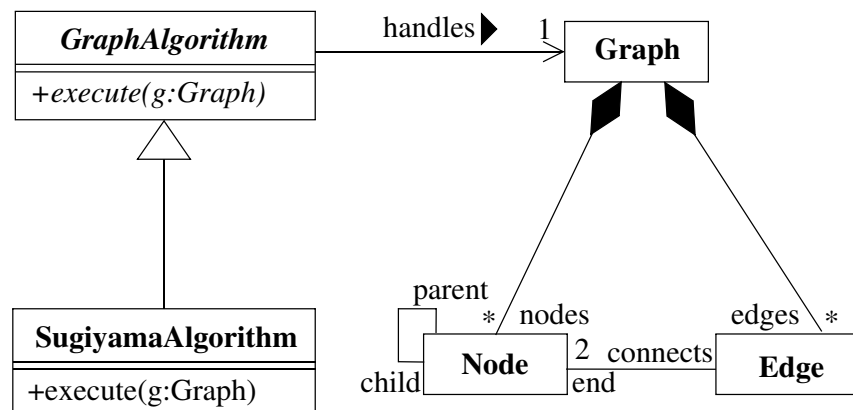 GraphAlgorithm
+execute(g:Graph)
handles
1
Graph
SugiyamaAlgorithm
+execute(g:Graph)
parent
child
* nodes
edges *
Node
2 connects
end
Edge